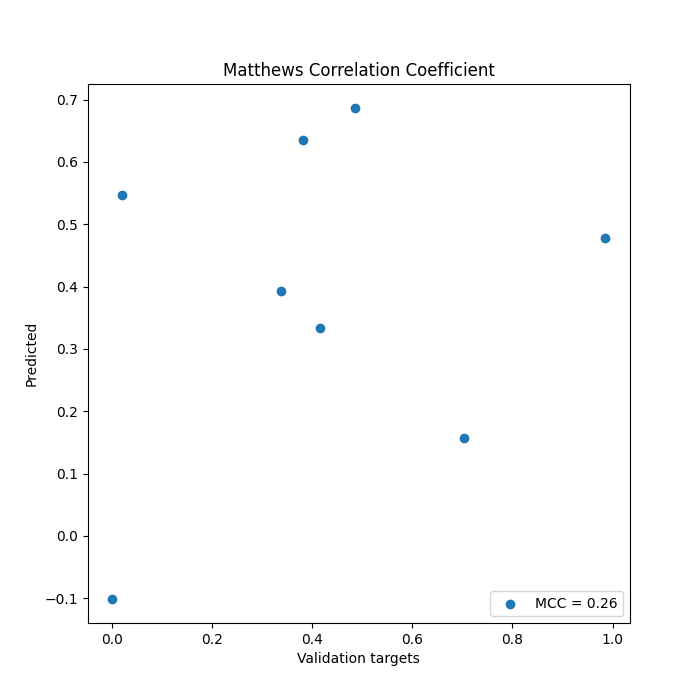 Matthews Correlation Coefficient
0.7
0.6
0.5
0.4
0.3
0.2
0.1
0.0
−0.1
Predicted
MCC = 0.26
0.0 0.2 0.4 0.6 0.8 1.0
Validation targets